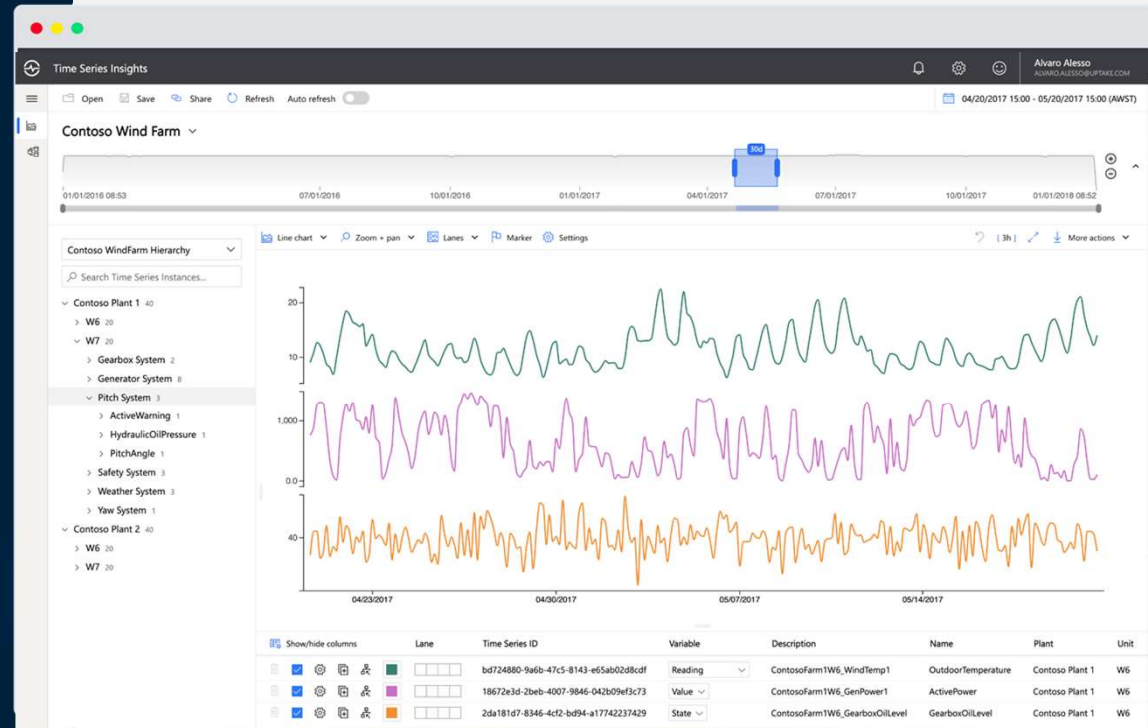 Time Series Insights
Alvaro Alesso
ALVARO.ALESSO@UPTAKE.COM
Open Save Share Refresh Auto refresh 04/20/2017 15:00 - 05/20/2017 15:00 (AWST)
Contoso Wind Farm
30d
01/01/2016 08:53 07/01/2016 10/01/2016 01/01/2017 04/01/2017 07/01/2017 10/01/2017 01/01/2018 08:52
Contoso WindFarm Hierarchy
Search Time Series Instances...
Contoso Plant 1 40
W6 20
W7 20
Gearbox System 2
Generator System 8
Pitch System 3
ActiveWarning 1
HydraulicOilPressure 1
PitchAngle 1
Safety System 3
Weather System 3
Yaw System 1
Contoso Plant 2 40
W6 20
W7 20
Line chart Zoom + pan Lanes Marker Settings [ 3h ] More actions
20
10
1,000
0.0
40
04/23/2017 04/30/2017 05/07/2017 05/14/2017
Show/hide columns Lane Time Series ID Variable Description Name Plant Unit
bd724880-9a6b-47c5-8143-e65ab02d8cdf Reading ContosoFarm1W6_WindTemp1 OutdoorTemperature Contoso Plant 1 W6
18672e3d-2beb-4007-9846-042b09ef3c73 Value ContosoFarm1W6_GenPower1 ActivePower Contoso Plant 1 W6
2da181d7-8346-4cf2-bd94-a17742237429 State ContosoFarm1W6_GearboxOilLevel GearboxOilLevel Contoso Plant 1 W6